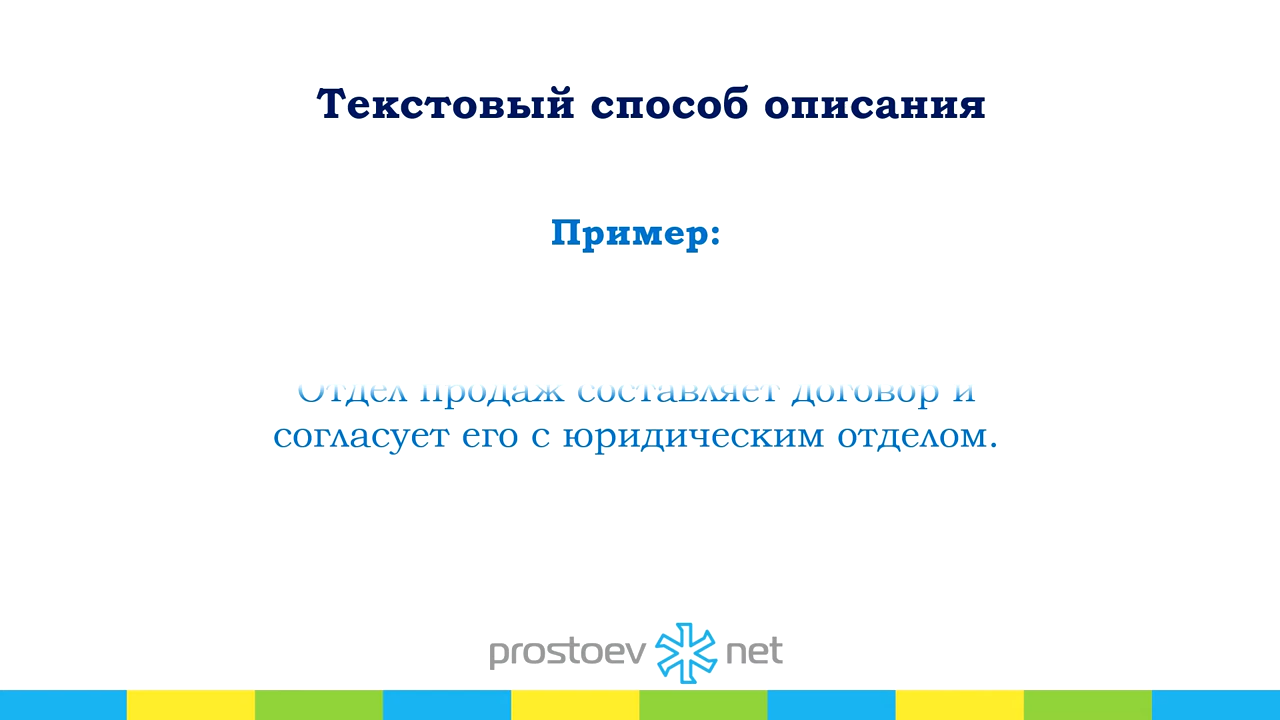 Текстовый способ описания
Пример:
Отдел продаж составляет договор и
согласует его с юридическим отделом.
prostoev net